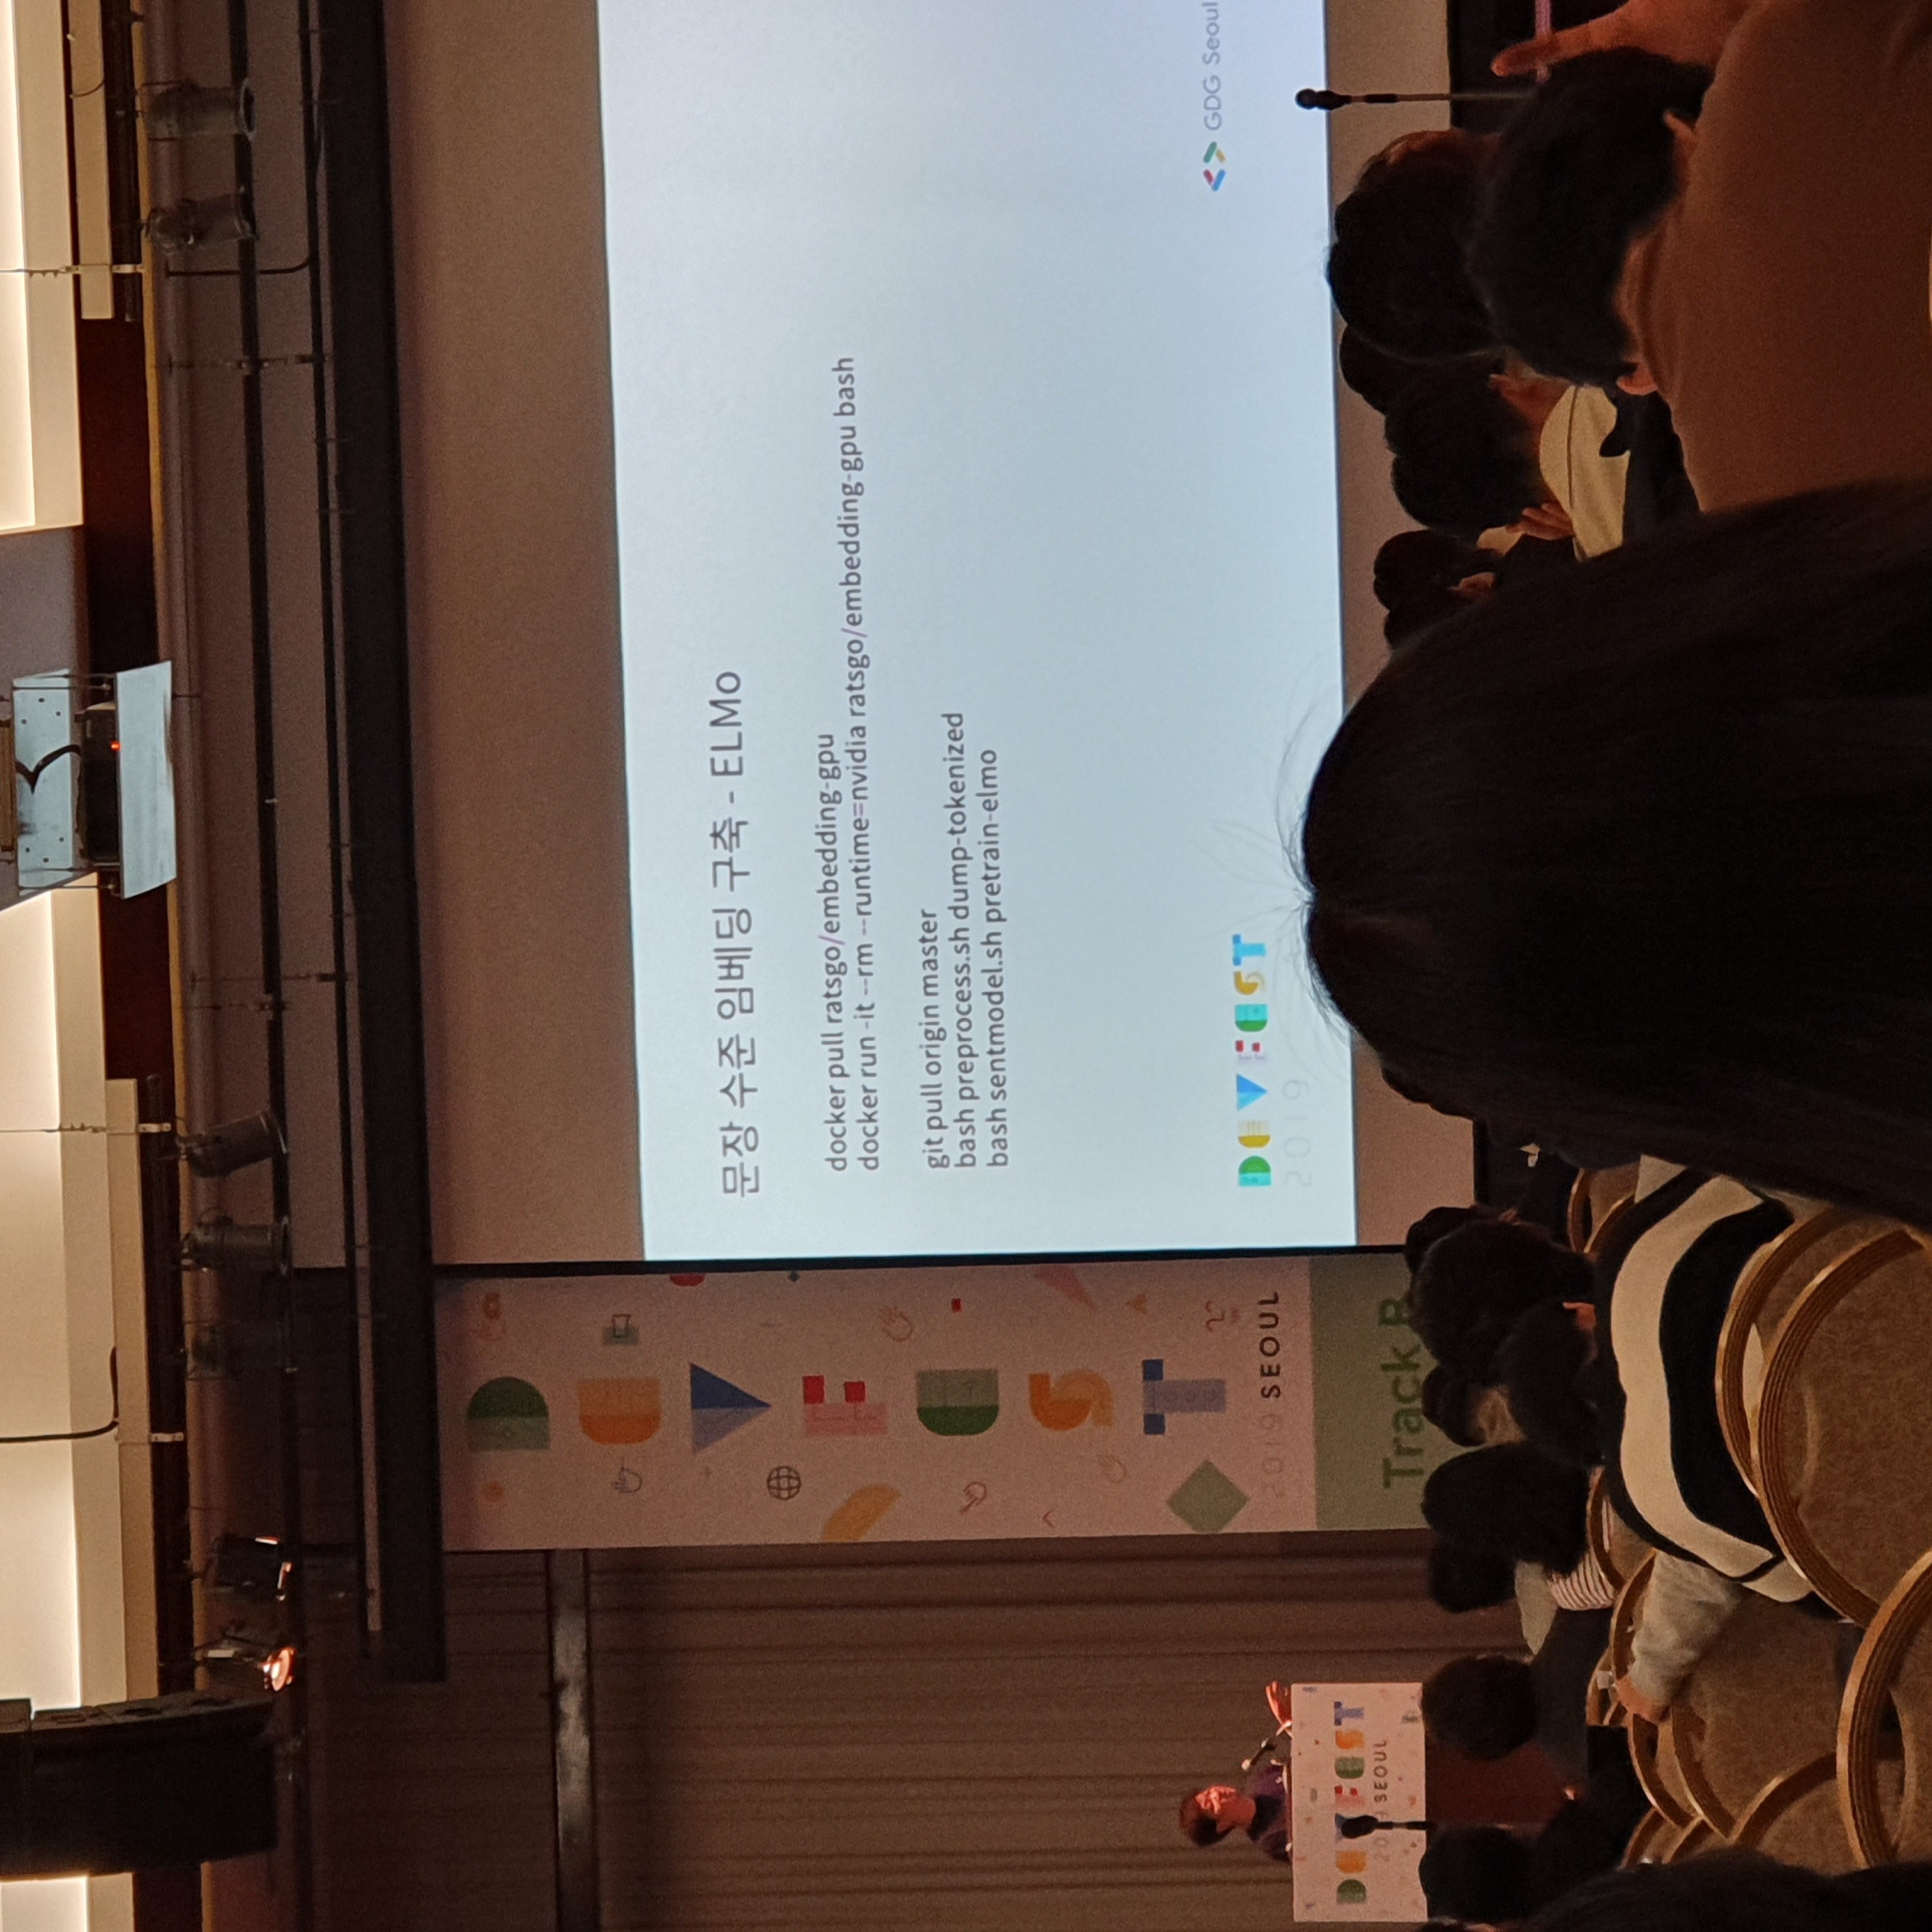 DEVFEST
2019 SEOUL
Track B
문장 수준 임베딩 구축 - ELMo
docker pull ratsgo/embedding-gpu
docker run -it --rm --runtime=nvidia ratsgo/embedding-gpu bash
git pull origin master
bash preprocess.sh dump-tokenized
bash sentmodel.sh pretrain-elmo
DEVFEST
2019
GDG Seoul
DEVFEST
2019 SEOUL